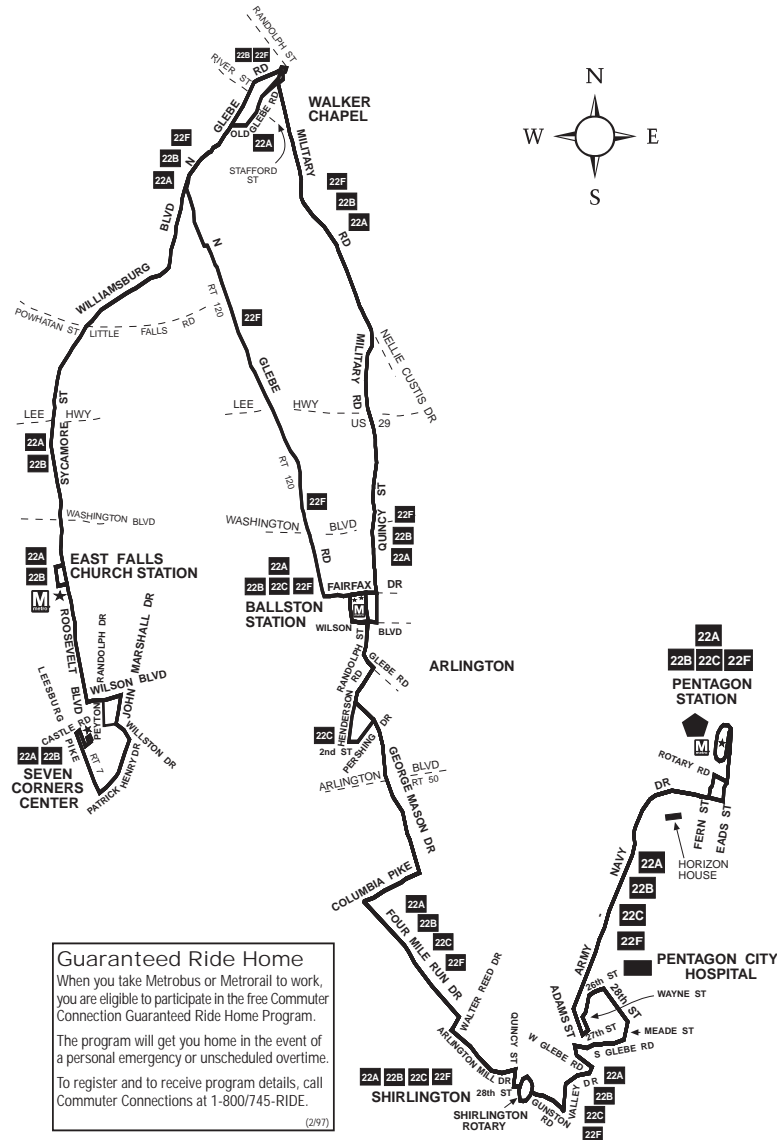 RANDOLPH ST
22B 22F
RIVER ST
GLEBE RD
N
OLD GLEBE RD
22A
STAFFORD
ST
WALKER
CHAPEL
N
W E
S
22F
22B
22A
MILITARY RD
22F
22B
22A
WILLIAMSBURG BLVD
N GLEBE RD
RT 120
22F
POWHATAN ST
LITTLE FALLS RD
MILITARY RD
NELLIE CUSTIS DR
LEE HWY
LEE HWY
US 29
SYCAMORE ST
22A
22B
RT 120
22F
QUINCY ST
22F
22B
22A
WASHINGTON BLVD
WASHINGTON BLVD
22A
22B
EAST FALLS
CHURCH STATION
M
metro
22A
22B 22C 22F
BALLSTON
STATION
FAIRFAX DR
M
WILSON BLVD
ROOSEVELT BLVD
RANDOLPH DR
PEYTON
JOHN MARSHALL DR
WILSON BLVD
LEESBURG PIKE
CASTLE RD
RT 7
WILLSTON DR
PATRICK HENRY DR
22A 22B
SEVEN
CORNERS
CENTER
RANDOLPH ST
GLEBE RD
ARLINGTON
HENDERSON RD
22C
2nd ST
PERSHING DR
ARLINGTON BLVD
RT 50
GEORGE MASON DR
COLUMBIA PIKE
22A
22B
22C
22F
FOUR MILE RUN DR
WALTER REED DR
ARLINGTON MILL DR
QUINCY ST
28th ST
22A 22B 22C 22F
SHIRLINGTON
SHIRLINGTON
ROTARY
GUNSTON
RD
VALLEY DR
22A
22B
22C
22F
W GLEBE RD
S GLEBE RD
22A
22B 22C 22F
PENTAGON
STATION
M
ROTARY RD
FERN ST
EADS ST
HORIZON
HOUSE
ARMY NAVY DR
22A
22B
22C
22F
PENTAGON CITY
HOSPITAL
26th ST
28th ST
WAYNE ST
ADAMS ST
27th ST
MEADE ST
Guaranteed Ride Home
When you take Metrobus or Metrorail to work,
you are eligible to participate in the free Commuter
Connection Guaranteed Ride Home Program.
The program will get you home in the event of
a personal emergency or unscheduled overtime.
To register and to receive program details, call
Commuter Connections at 1-800/745-RIDE.
(2/97)